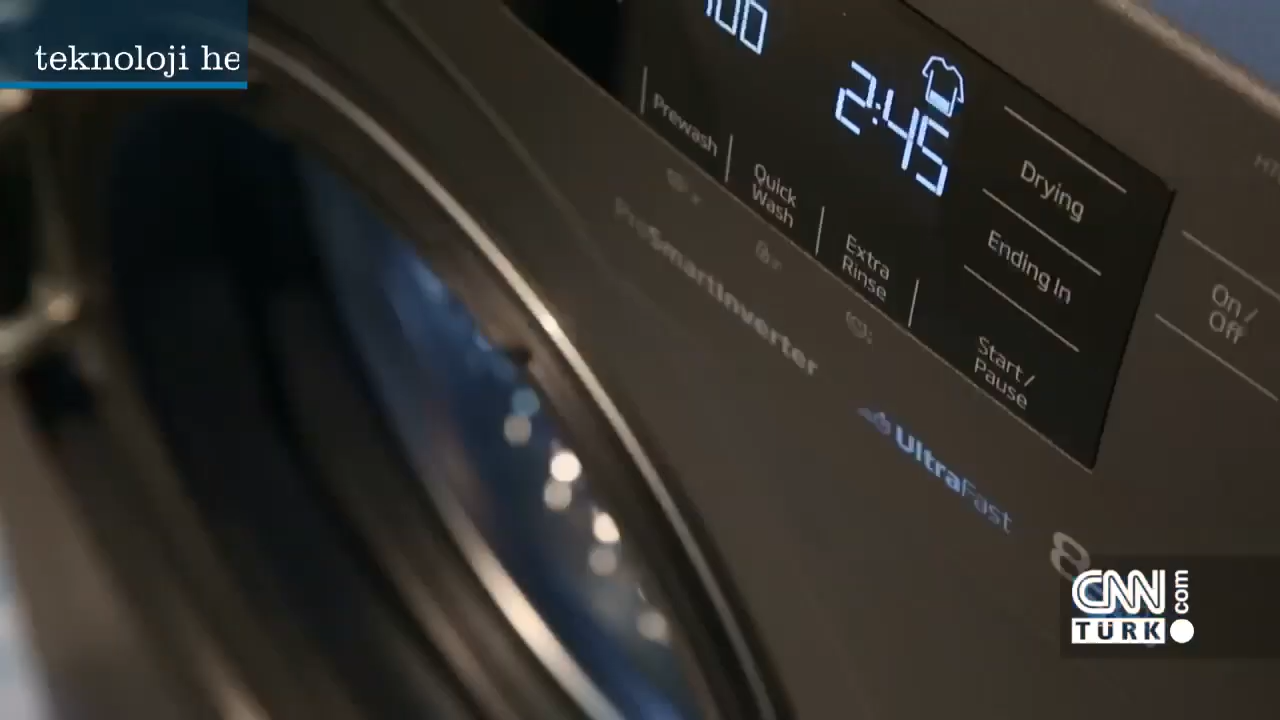 teknoloji he
2:45
Prewash
Quick
Wash
Extra
Rinse
Drying
Ending In
Start/
Pause
On/
Off
ProSmartInverter
UltraFast
8
CNN
TÜRK
.com